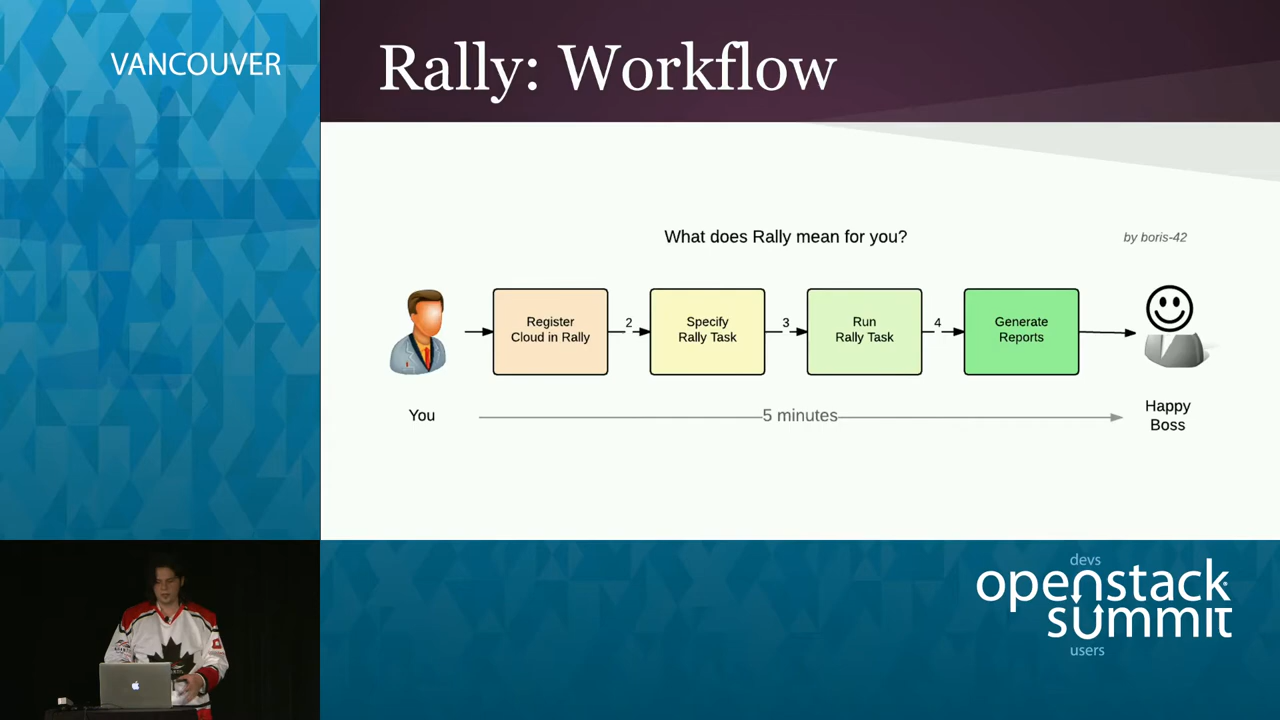 VANCOUVER
Rally: Workflow
What does Rally mean for you?
by boris-42
Register
Cloud in Rally
2
Specify
Rally Task
3
Run
Rally Task
4
Generate
Reports
You
5 minutes
Happy
Boss
devs
openstack
summit
users